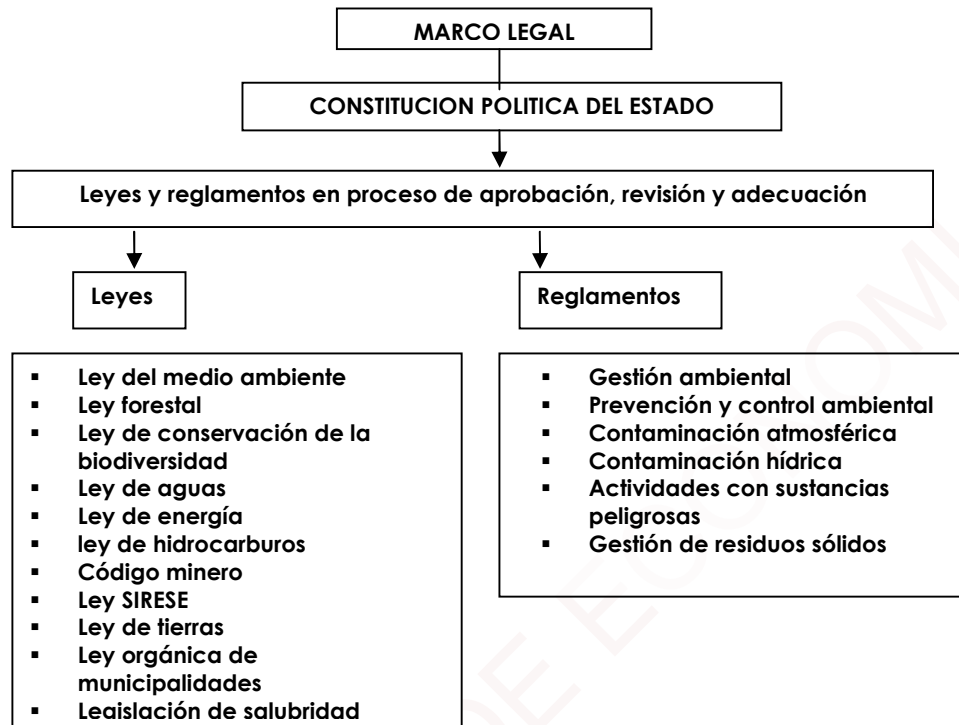 MARCO LEGAL
CONSTITUCION POLITICA DEL ESTADO
Leyes y reglamentos en proceso de aprobación, revisión y adecuación
Leyes
Reglamentos
▪ Ley del medio ambiente
▪ Ley forestal
▪ Ley de conservación de la
biodiversidad
▪ Ley de aguas
▪ Ley de energía
▪ ley de hidrocarburos
▪ Código minero
▪ Ley SIRESE
▪ Ley de tierras
▪ Ley orgánica de
municipalidades
▪ Legislación de salubridad
▪ Gestión ambiental
▪ Prevención y control ambiental
▪ Contaminación atmosférica
▪ Contaminación hídrica
▪ Actividades con sustancias
peligrosas
▪ Gestión de residuos sólidos